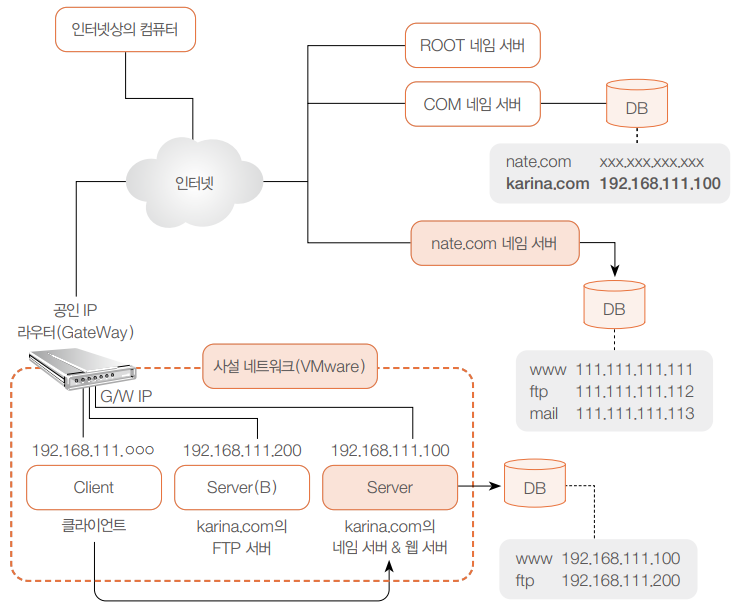 인터넷상의 컴퓨터
ROOT 네임 서버
COM 네임 서버
DB
nate.com xxx.xxx.xxx.xxx
karina.com 192.168.111.100
인터넷
nate.com 네임 서버
DB
www 111.111.111.111
ftp 111.111.111.112
mail 111.111.111.113
공인 IP
라우터(GateWay)
사설 네트워크(VMware)
G/W IP
192.168.111.○○○
Client
클라이언트
192.168.111.200
Server(B)
karina.com의
FTP 서버
192.168.111.100
Server
karina.com의
네임 서버 & 웹 서버
DB
www 192.168.111.100
ftp 192.168.111.200